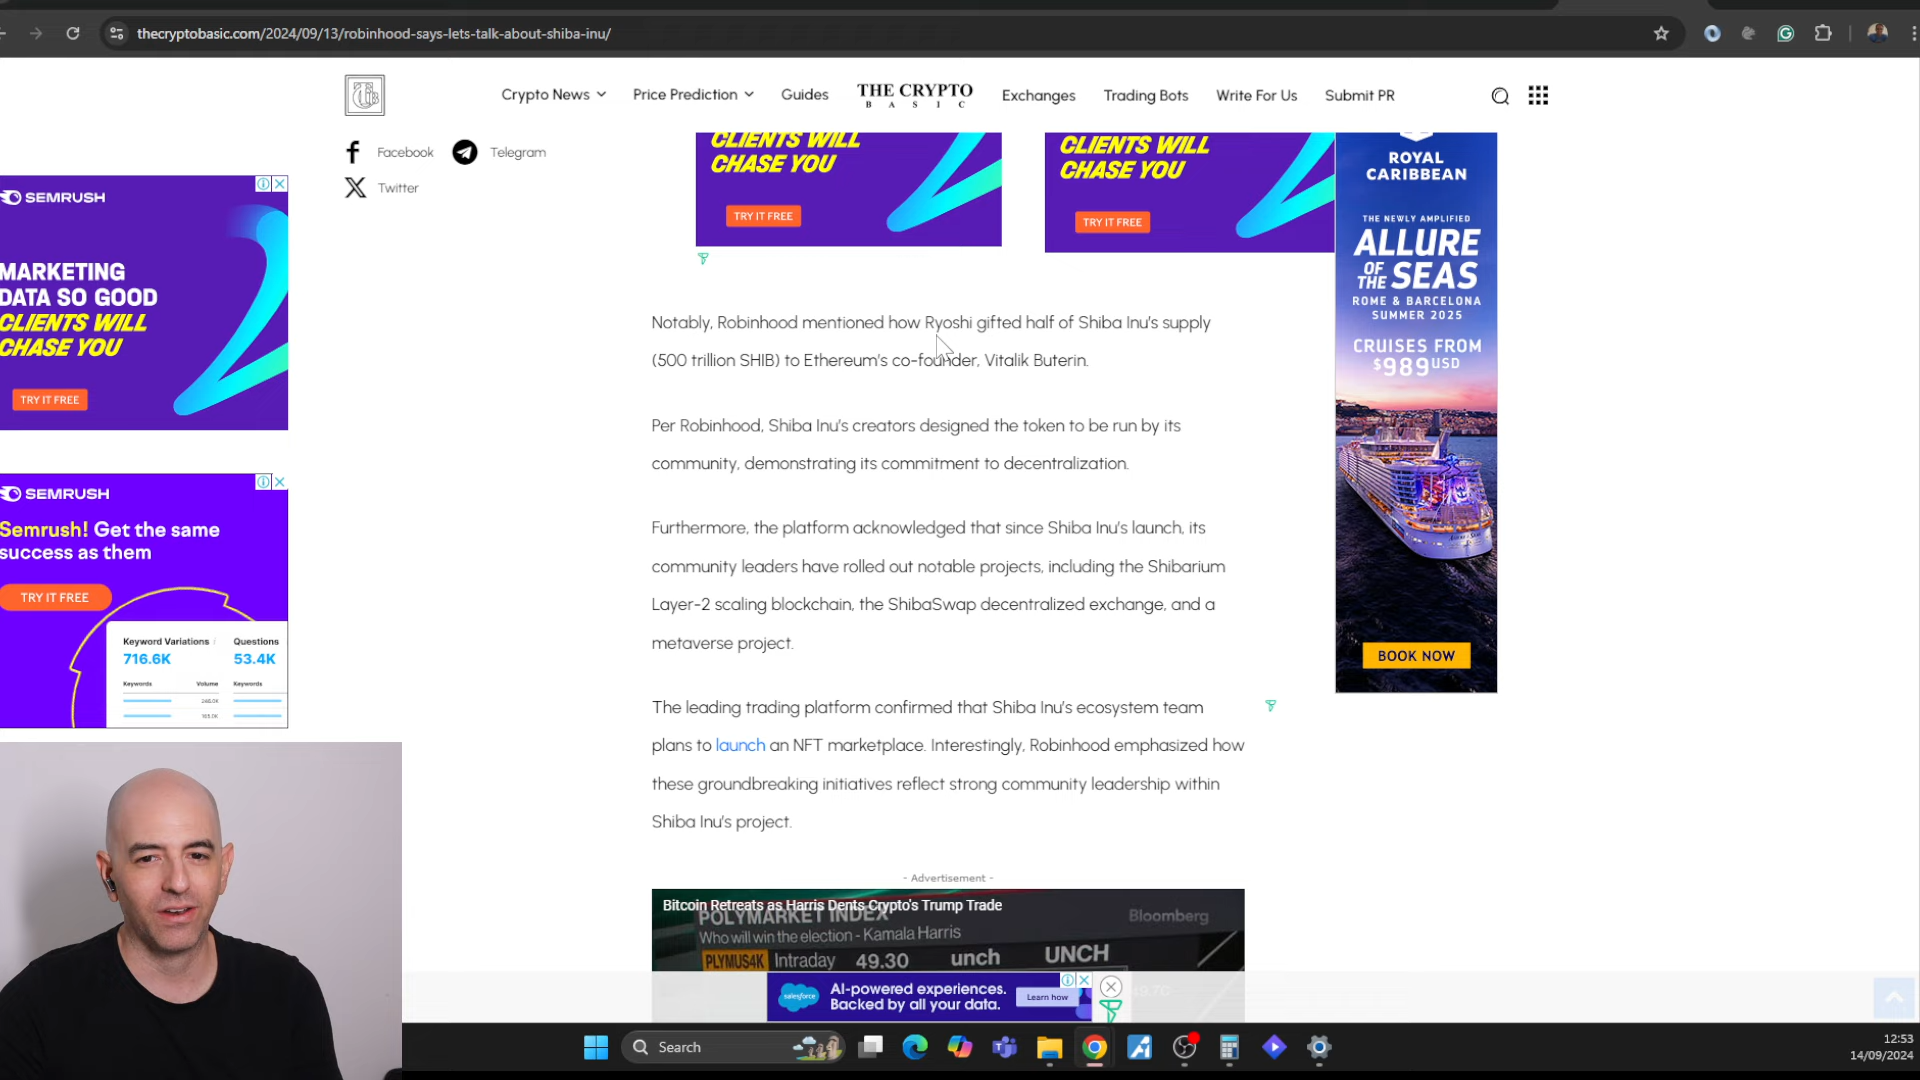 thecryptobasic.com/2024/09/13/robinhood-says-lets-talk-about-shiba-inu/
Crypto News
Price Prediction
Guides
THE CRYPTO
BASIC
Exchanges
Trading Bots
Write For Us
Submit PR
Facebook
Telegram
Twitter
SEMRUSH
MARKETING
DATA SO GOOD
CLIENTS WILL
CHASE YOU
TRY IT FREE
CLIENTS WILL
CHASE YOU
TRY IT FREE
CLIENTS WILL
CHASE YOU
TRY IT FREE
ROYAL
CARIBBEAN
THE NEWLY AMPLIFIED
ALLURE
OF THE SEAS
ROME & BARCELONA
SUMMER 2025
CRUISES FROM
$989USD
BOOK NOW
SEMRUSH
Semrush! Get the same
success as them
TRY IT FREE
Keyword Variations
Questions
716.6K
53.4K
Keywords
Volume
Keywords
Notably, Robinhood mentioned how Ryoshi gifted half of Shiba Inu's supply
(500 trillion SHIB) to Ethereum's co-founder, Vitalik Buterin.
Per Robinhood, Shiba Inu's creators designed the token to be run by its
community, demonstrating its commitment to decentralization.
Furthermore, the platform acknowledged that since Shiba Inu's launch, its
community leaders have rolled out notable projects, including the Shibarium
Layer-2 scaling blockchain, the ShibaSwap decentralized exchange, and a
metaverse project.
The leading trading platform confirmed that Shiba Inu's ecosystem team
plans to launch an NFT marketplace. Interestingly, Robinhood emphasized how
these groundbreaking initiatives reflect strong community leadership within
Shiba Inu's project.
- Advertisement -
Bitcoin Retreats as Harris Dents Crypto's Trump Trade
POLYMARKET INDEX
Bloomberg
Who will win the election - Kamala Harris
PLYMUS4K Intraday 49.30 unch UNCH
salesforce
AI-powered experiences.
Backed by all your data.
Learn how
Search
12:53
14/09/2024